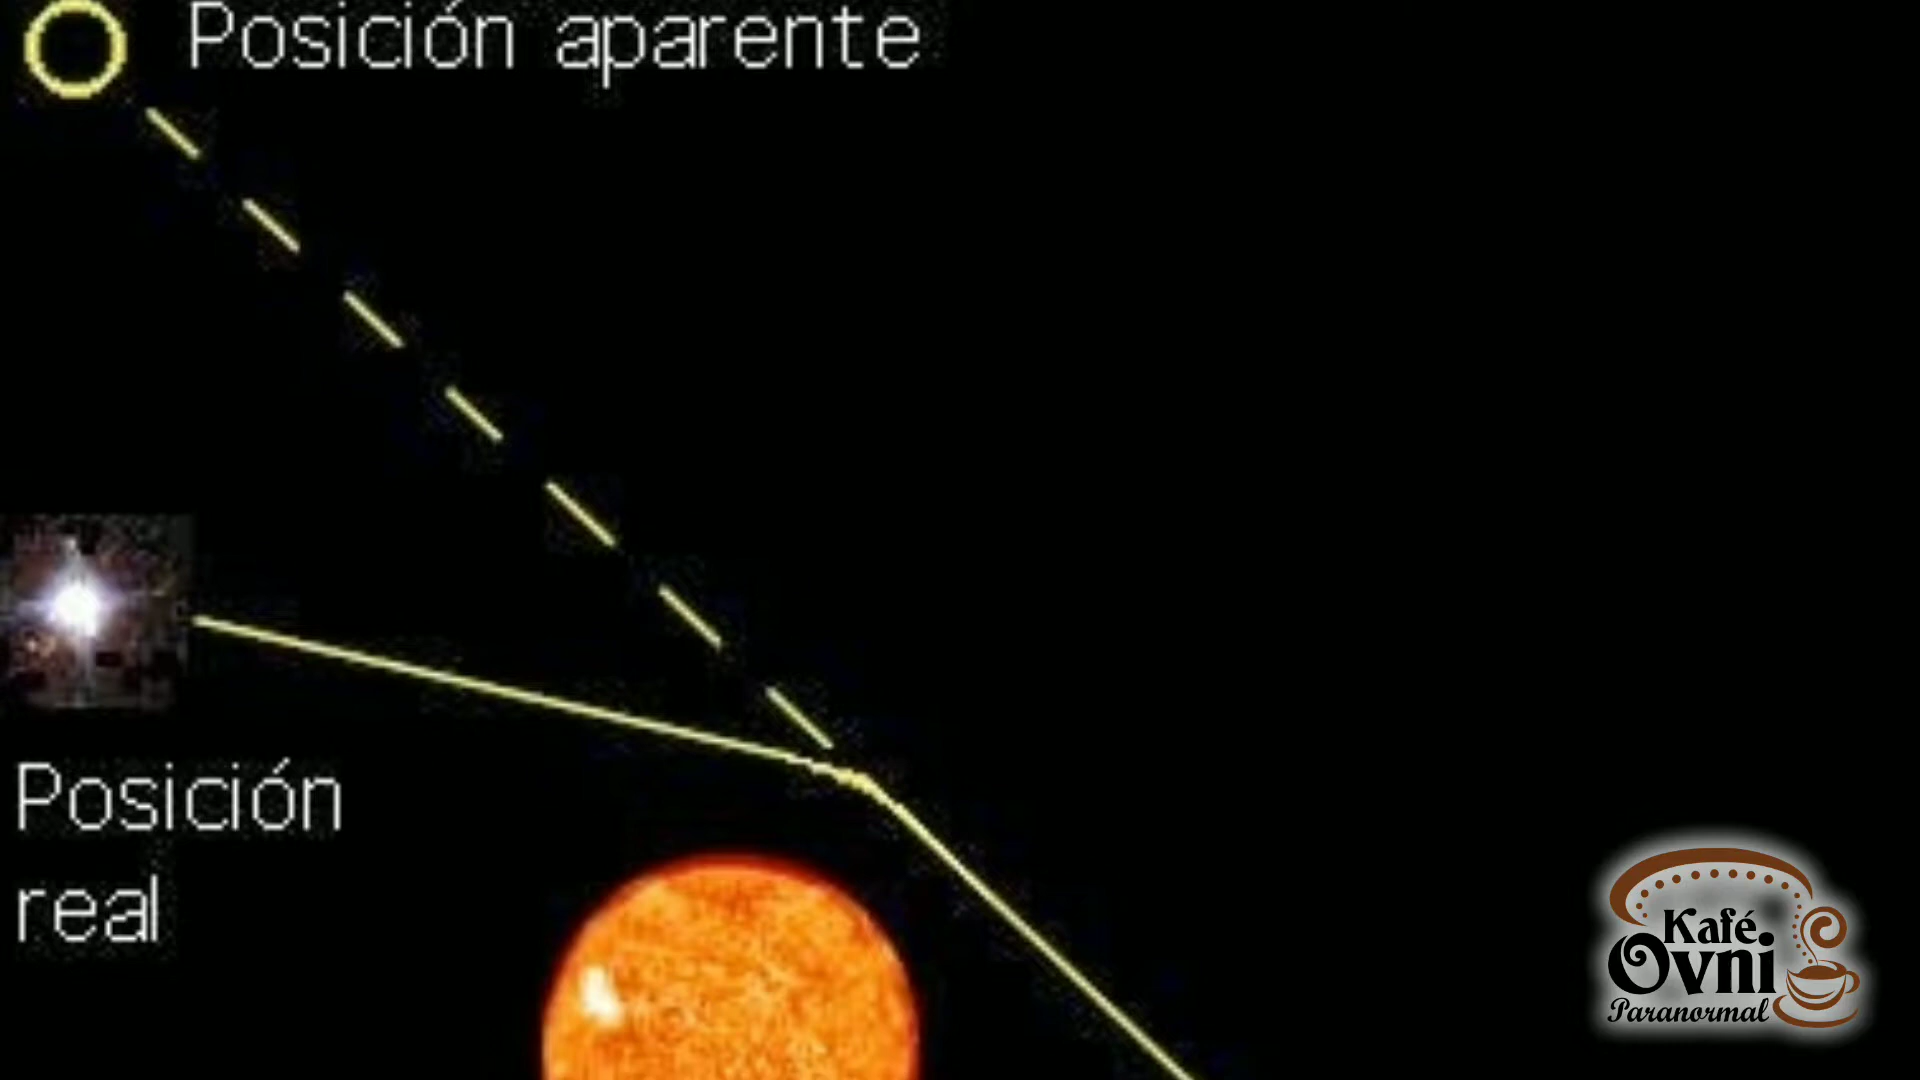 Posición aparente
Posición
real
Kafé
Ovni
Paranormal